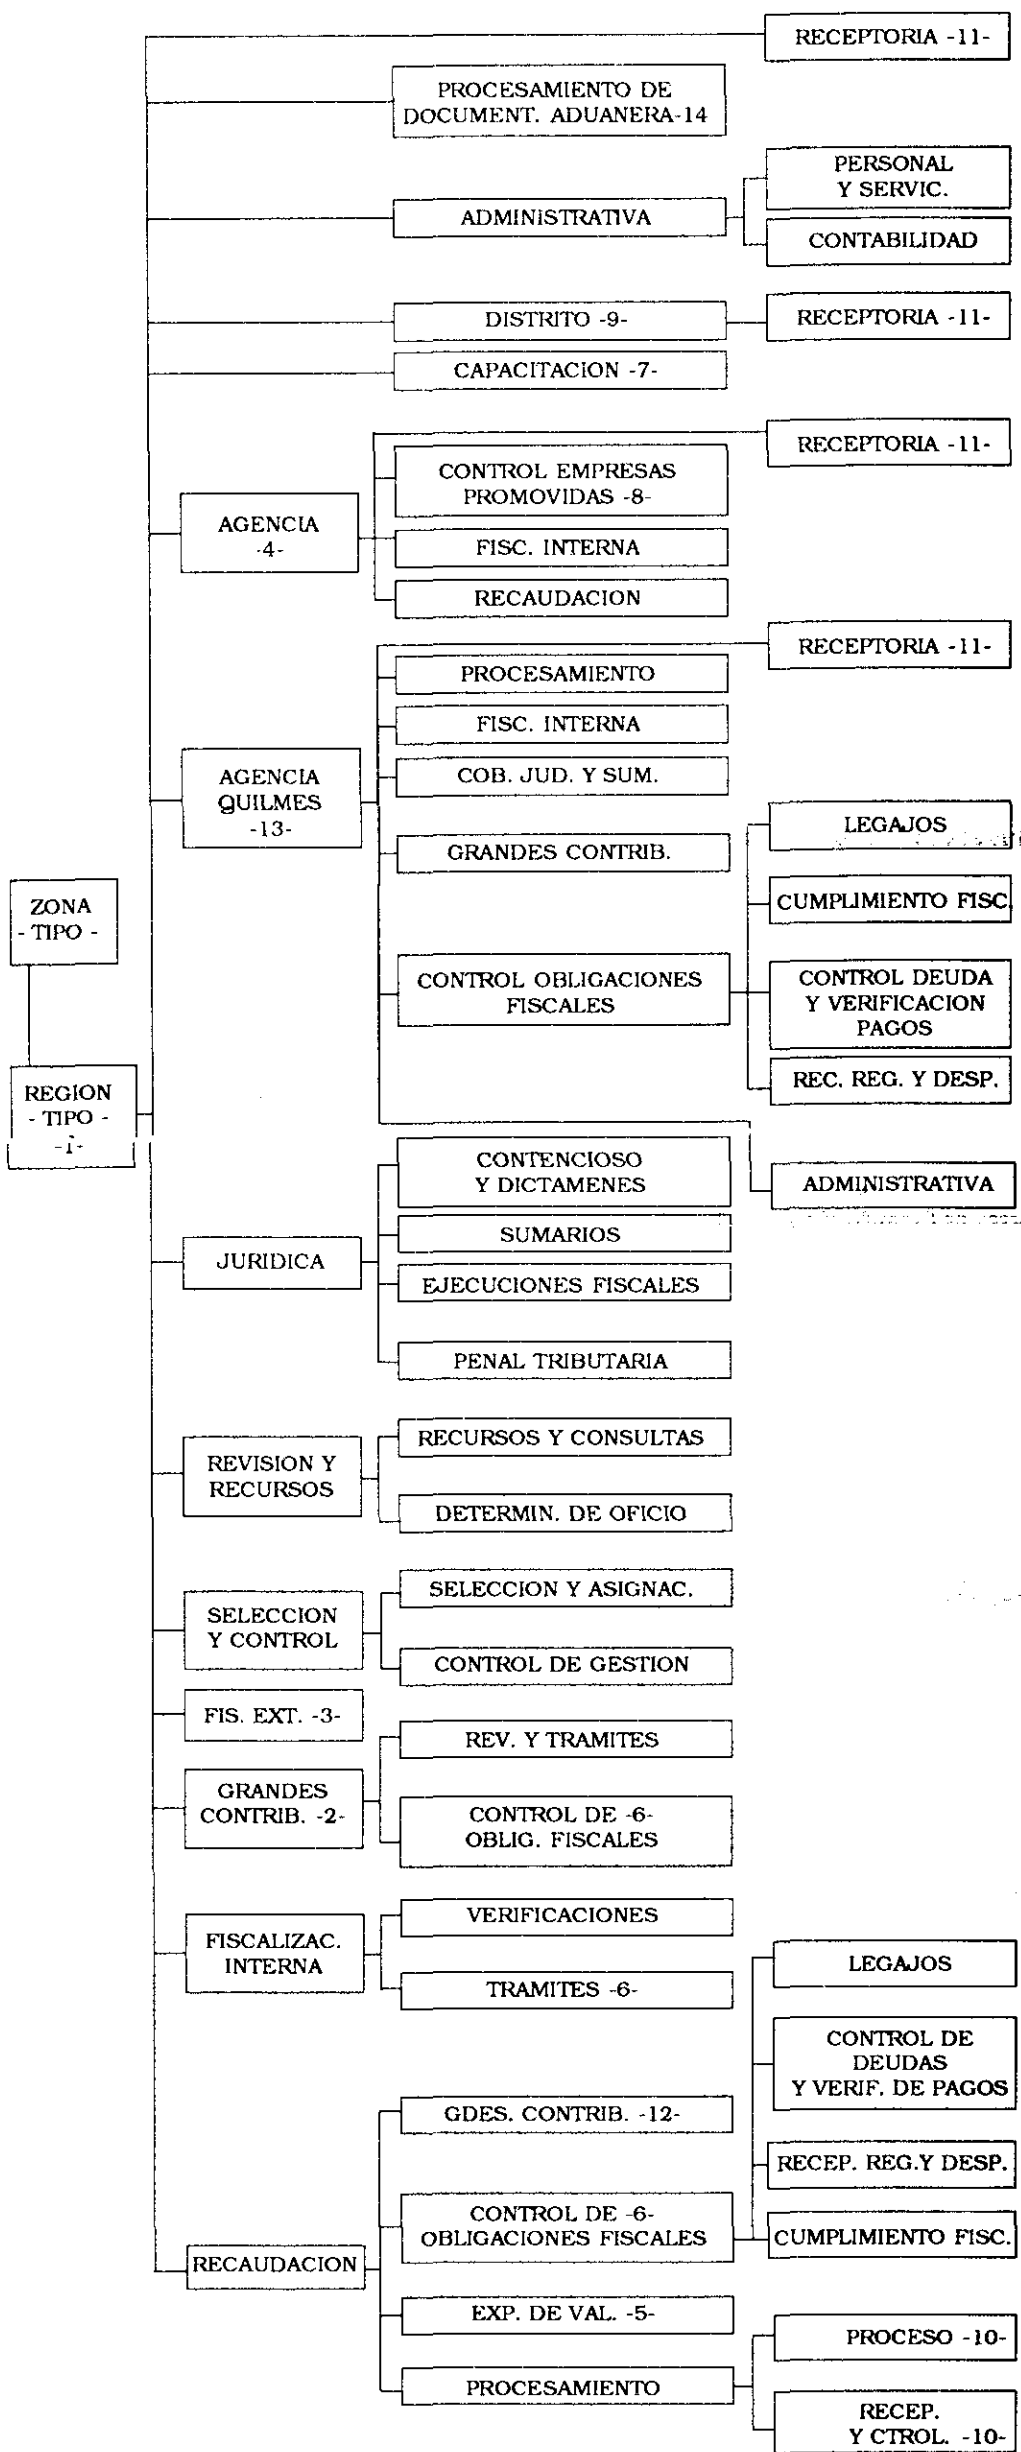 RECEPTORIA -11-
PROCESAMIENTO DE
DOCUMENT. ADUANERA-14
PERSONAL
Y SERVIC.
ADMINISTRATIVA
CONTABILIDAD
DISTRITO -9-
RECEPTORIA -11-
CAPACITACION -7-
RECEPTORIA -11-
CONTROL EMPRESAS
PROMOVIDAS -8-
AGENCIA
-4-
FISC. INTERNA
RECAUDACION
RECEPTORIA -11-
PROCESAMIENTO
FISC. INTERNA
AGENCIA
QUILMES
-13-
COB. JUD. Y SUM.
GRANDES CONTRIB.
LEGAJOS
CUMPLIMIENTO FISC.
ZONA
- TIPO -
CONTROL OBLIGACIONES
FISCALES
CONTROL DEUDA
Y VERIFICACION
PAGOS
REC. REG. Y DESP.
REGION
- TIPO -
-1-
CONTENCIOSO
Y DICTAMENES
ADMINISTRATIVA
SUMARIOS
JURIDICA
EJECUCIONES FISCALES
PENAL TRIBUTARIA
RECURSOS Y CONSULTAS
REVISION Y
RECURSOS
DETERMIN. DE OFICIO
SELECCION Y ASIGNAC.
SELECCION
Y CONTROL
CONTROL DE GESTION
FIS. EXT. -3-
REV. Y TRAMITES
GRANDES
CONTRIB. -2-
CONTROL DE -6-
OBLIG. FISCALES
VERIFICACIONES
FISCALIZAC.
INTERNA
TRAMITES -6-
LEGAJOS
CONTROL DE
DEUDAS
Y VERIF. DE PAGOS
GDES. CONTRIB. -12-
RECEP. REG.Y DESP.
CONTROL DE -6-
OBLIGACIONES FISCALES
CUMPLIMIENTO FISC.
RECAUDACION
EXP. DE VAL. -5-
PROCESO -10-
PROCESAMIENTO
RECEP.
Y CTROL. -10-